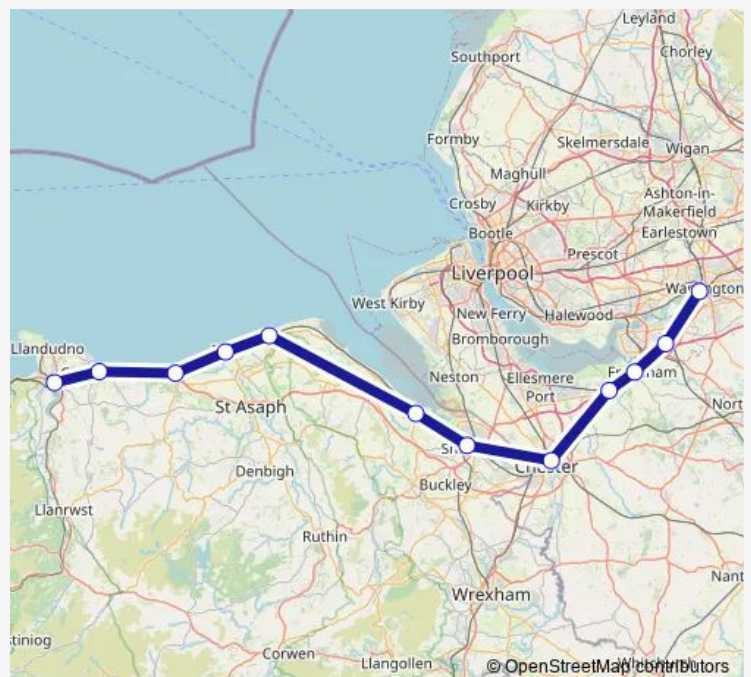 Leyland
Chorley
Southport
Formby
Skelmersdale
Wigan
Maghull
Ashton-in-
Makerfield
Crosby
Kirkby
Bootle
Earlestown
Prescot
Liverpool
West Kirby
New Ferry
Halewood
Bromborough
Llandudno
Neston
Ellesmere
Port
St Asaph
Chester
Denbigh
Buckley
Llanrwst
Ruthin
Nant
Wrexham
stiniog
Corwen
Llangollen
© OpenStreetMap contributors